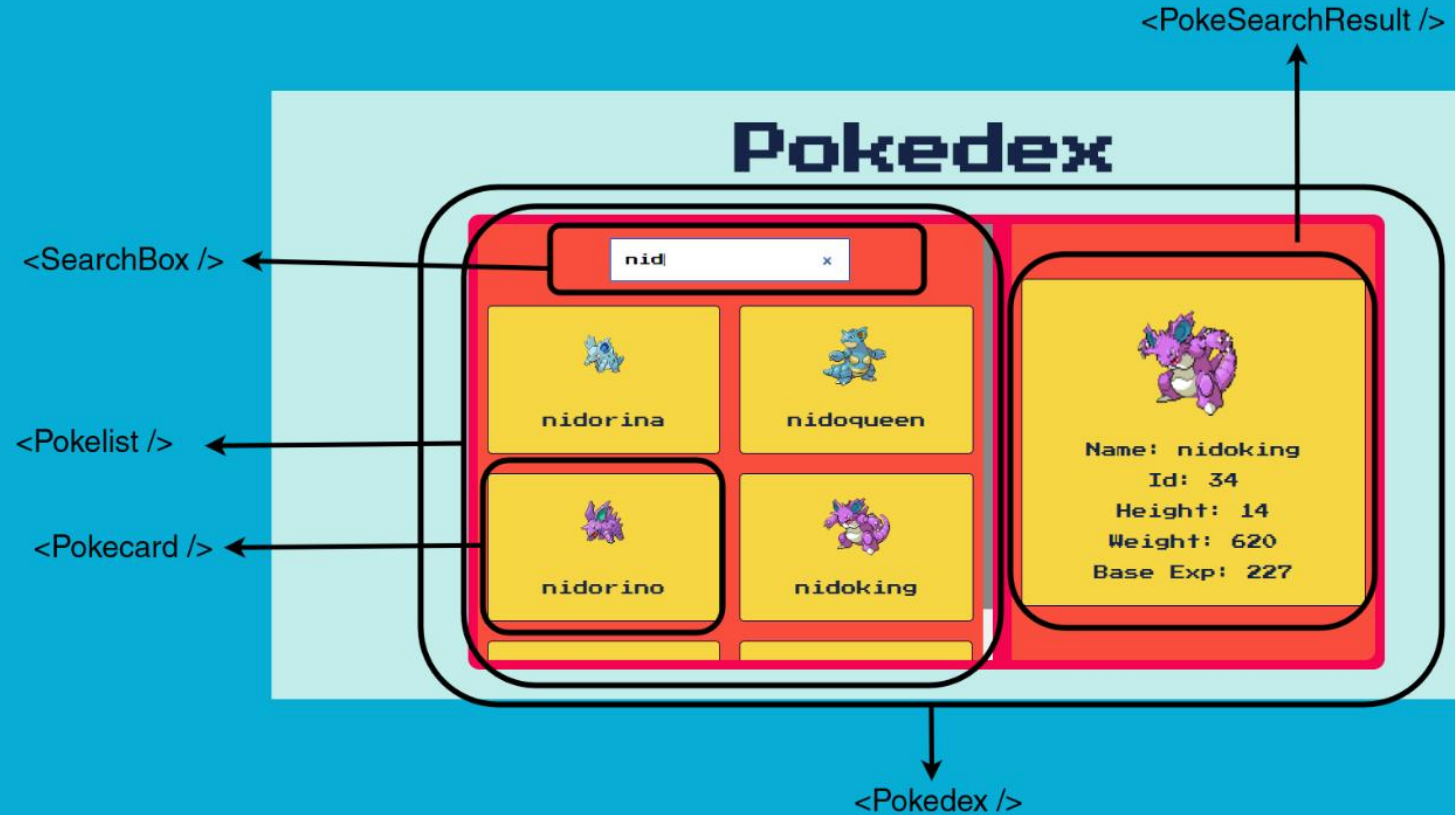 <PokeSearchResult />
Pokedex
<SearchBox />
nid
x
nidorina
nidoqueen
<Pokelist />
<Pokecard />
nidorino
nidoking
Name: nidoking
Id: 34
Height: 14
Weight: 620
Base Exp: 227
<Pokedex />